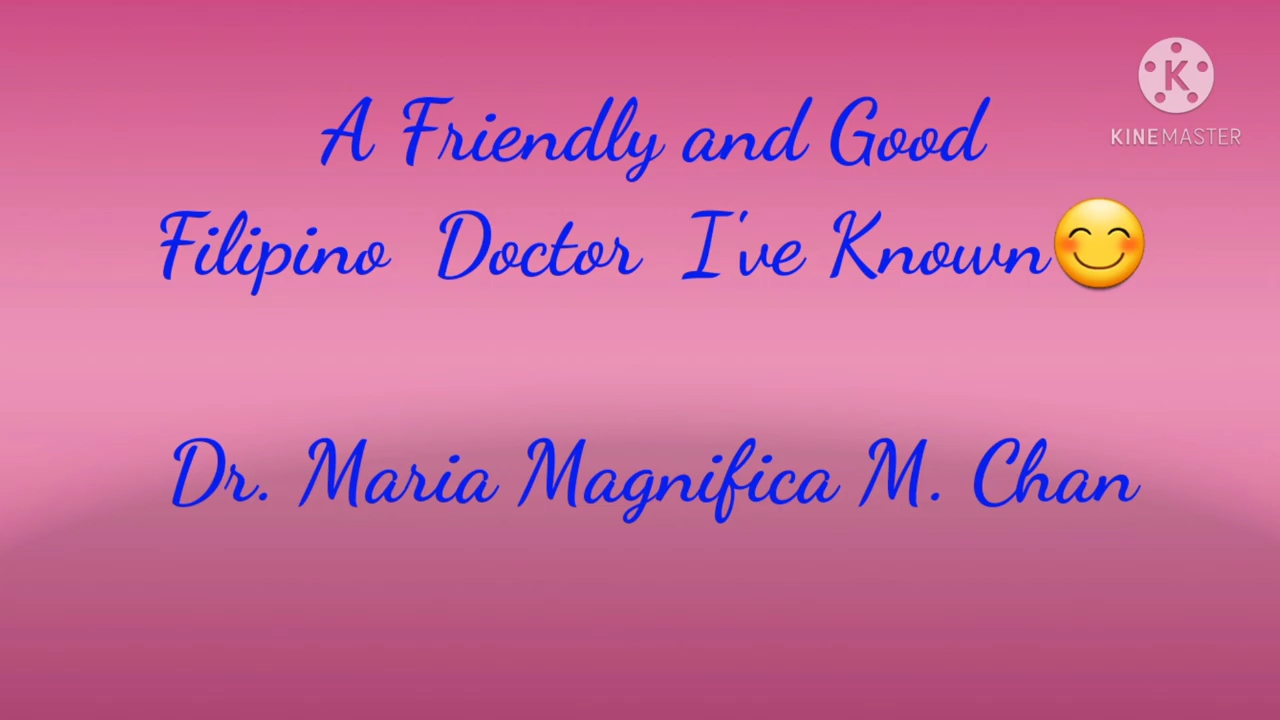 K
KINEMASTER
A Friendly and Good
Filipino Doctor I've Known😊
Dr. Maria Magnifica M. Chan